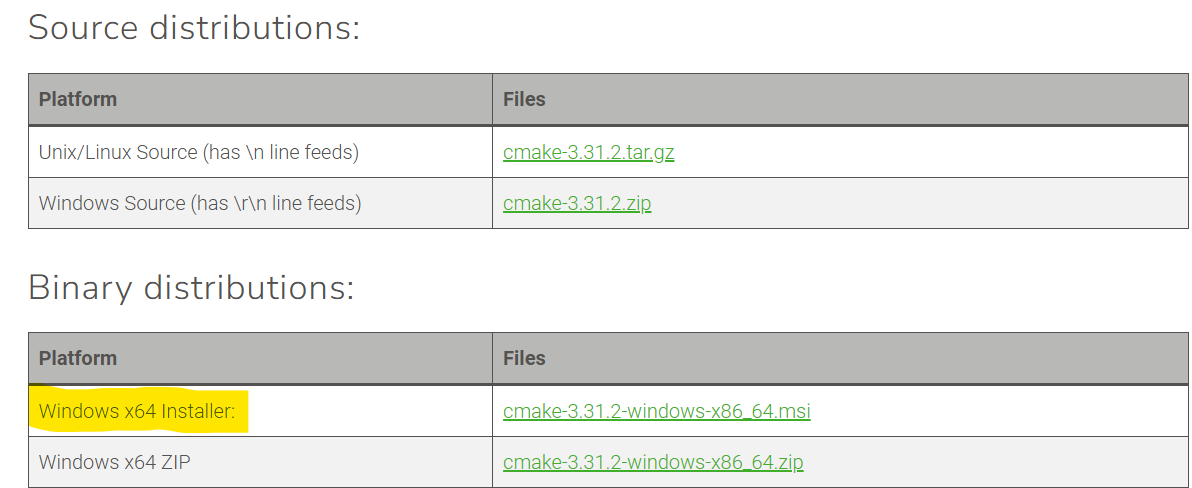 Source distributions:
Platform Files
Unix/Linux Source (has \n line feeds) cmake-3.31.2.tar.gz
Windows Source (has \r\n line feeds) cmake-3.31.2.zip
Binary distributions:
Platform Files
Windows x64 Installer: cmake-3.31.2-windows-x86_64.msi
Windows x64 ZIP cmake-3.31.2-windows-x86_64.zip